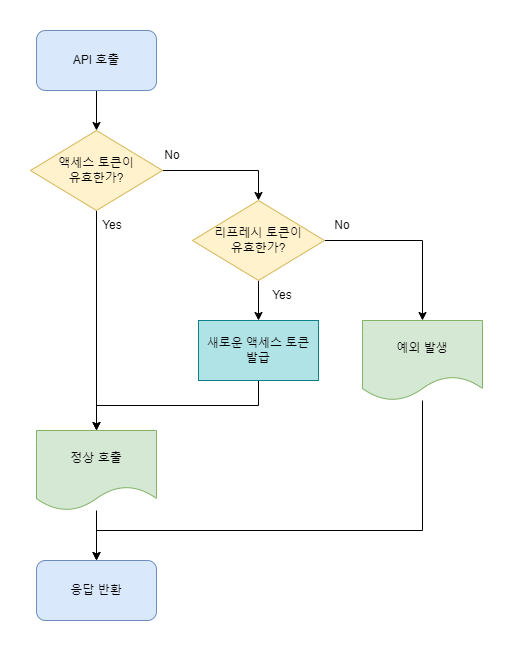 API 호출
액세스 토큰이
유효한가?
No
Yes
리프레시 토큰이
유효한가?
No
Yes
새로운 액세스 토큰
발급
예외 발생
정상 호출
응답 반환